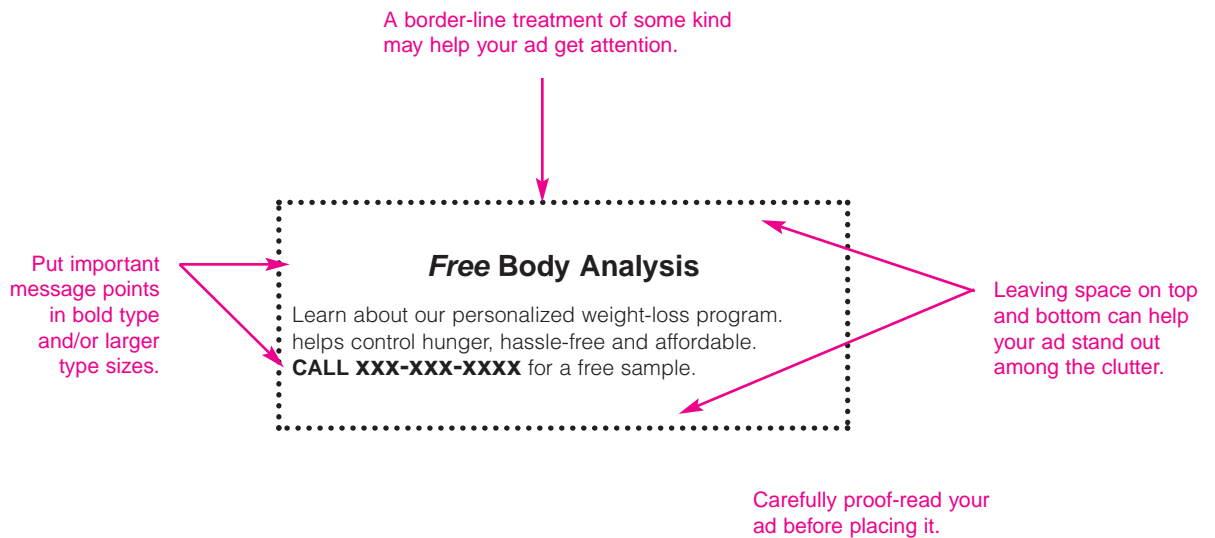 A border-line treatment of some kind
may help your ad get attention.
Put important
message points
in bold type
and/or larger
type sizes.
Free Body Analysis
Learn about our personalized weight-loss program.
helps control hunger, hassle-free and affordable.
CALL xxx-xxx-xxxx for a free sample.
Leaving space on top
and bottom can help
your ad stand out
among the clutter.
Carefully proof-read your
ad before placing it.